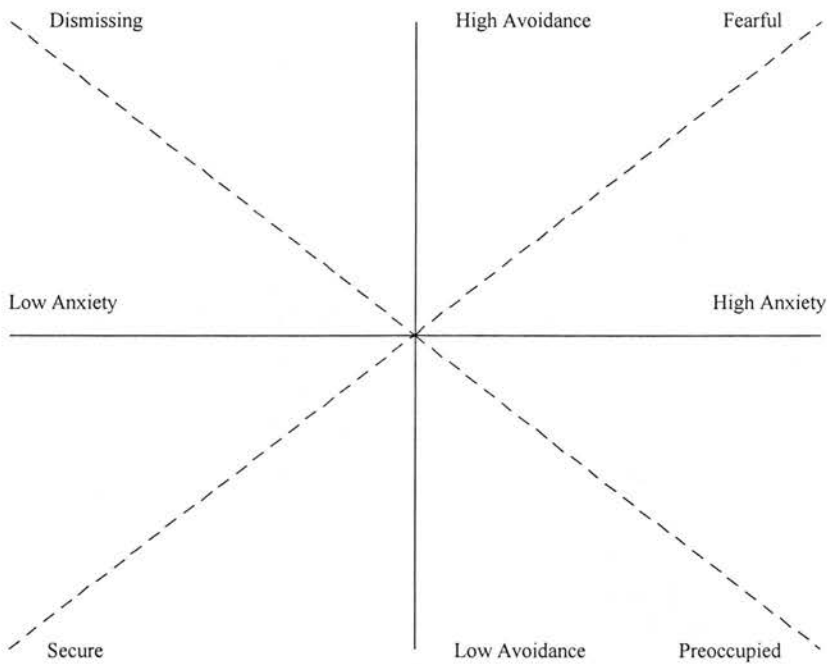 Dismissing
High Avoidance
Fearful
Low Anxiety
High Anxiety
Secure
Low Avoidance
Preoccupied